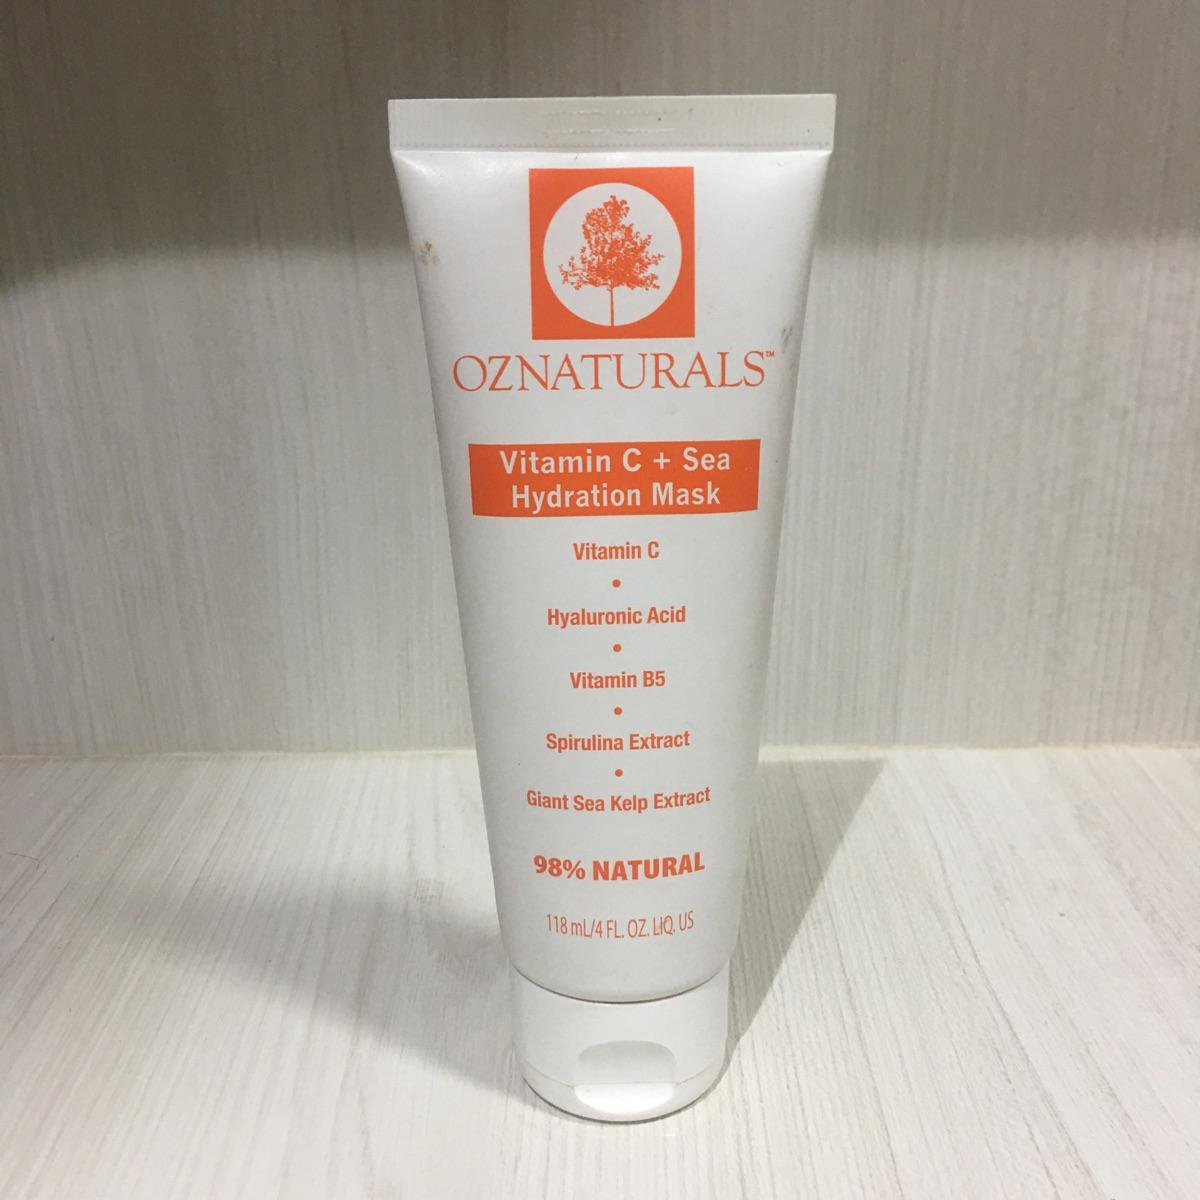 OZNATURALS™
Vitamin C + Sea
Hydration Mask
Vitamin C
•
Hyaluronic Acid
•
Vitamin B5
•
Spirulina Extract
•
Giant Sea Kelp Extract
98% NATURAL
118 mL/4 FL. OZ. LIQ. US